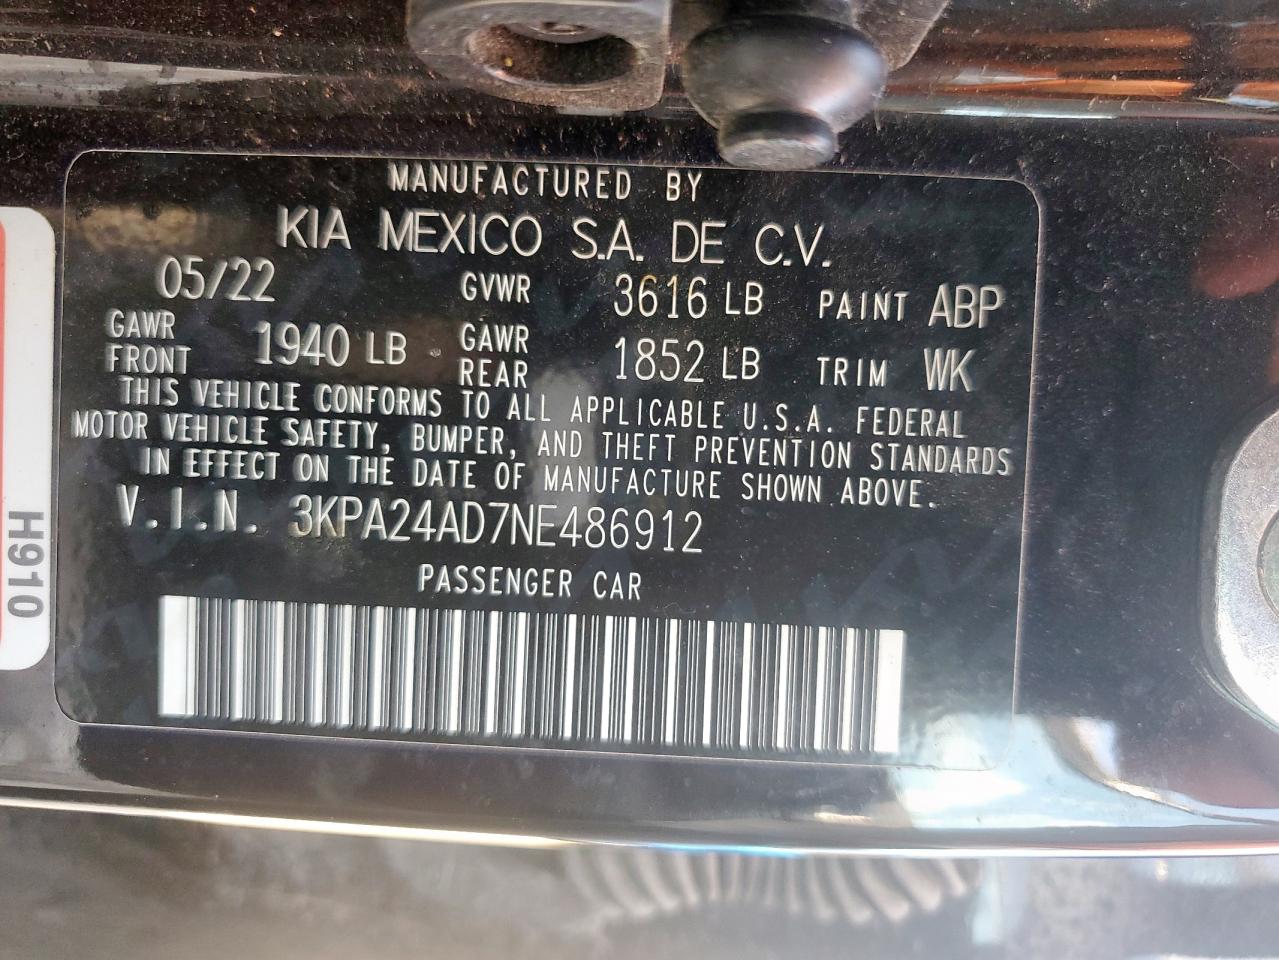 MANUFACTURED BY
KIA MEXICO S.A. DE C.V.
05/22 GVWR 3616 LB PAINT ABP
GAWR FRONT 1940 LB GAWR REAR 1852 LB TRIM WK
THIS VEHICLE CONFORMS TO ALL APPLICABLE U.S.A. FEDERAL
MOTOR VEHICLE SAFETY, BUMPER, AND THEFT PREVENTION STANDARDS
IN EFFECT ON THE DATE OF MANUFACTURE SHOWN ABOVE.
V.I.N. 3KPA24AD7NE486912
PASSENGER CAR
H910